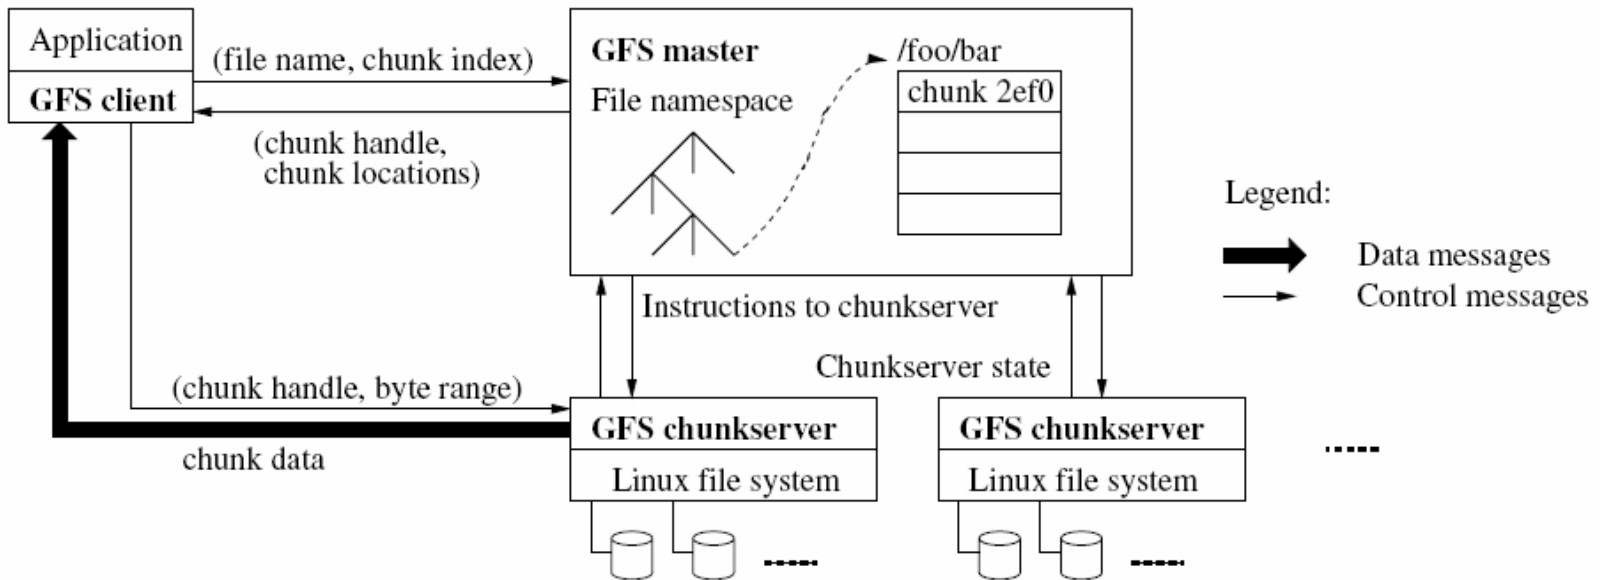 Application
GFS client
(file name, chunk index)
(chunk handle,
chunk locations)
GFS master
File namespace
/foo/bar
chunk 2ef0
Legend:
Data messages
Control messages
Instructions to chunkserver
Chunkserver state
(chunk handle, byte range)
chunk data
GFS chunkserver
Linux file system
GFS chunkserver
Linux file system